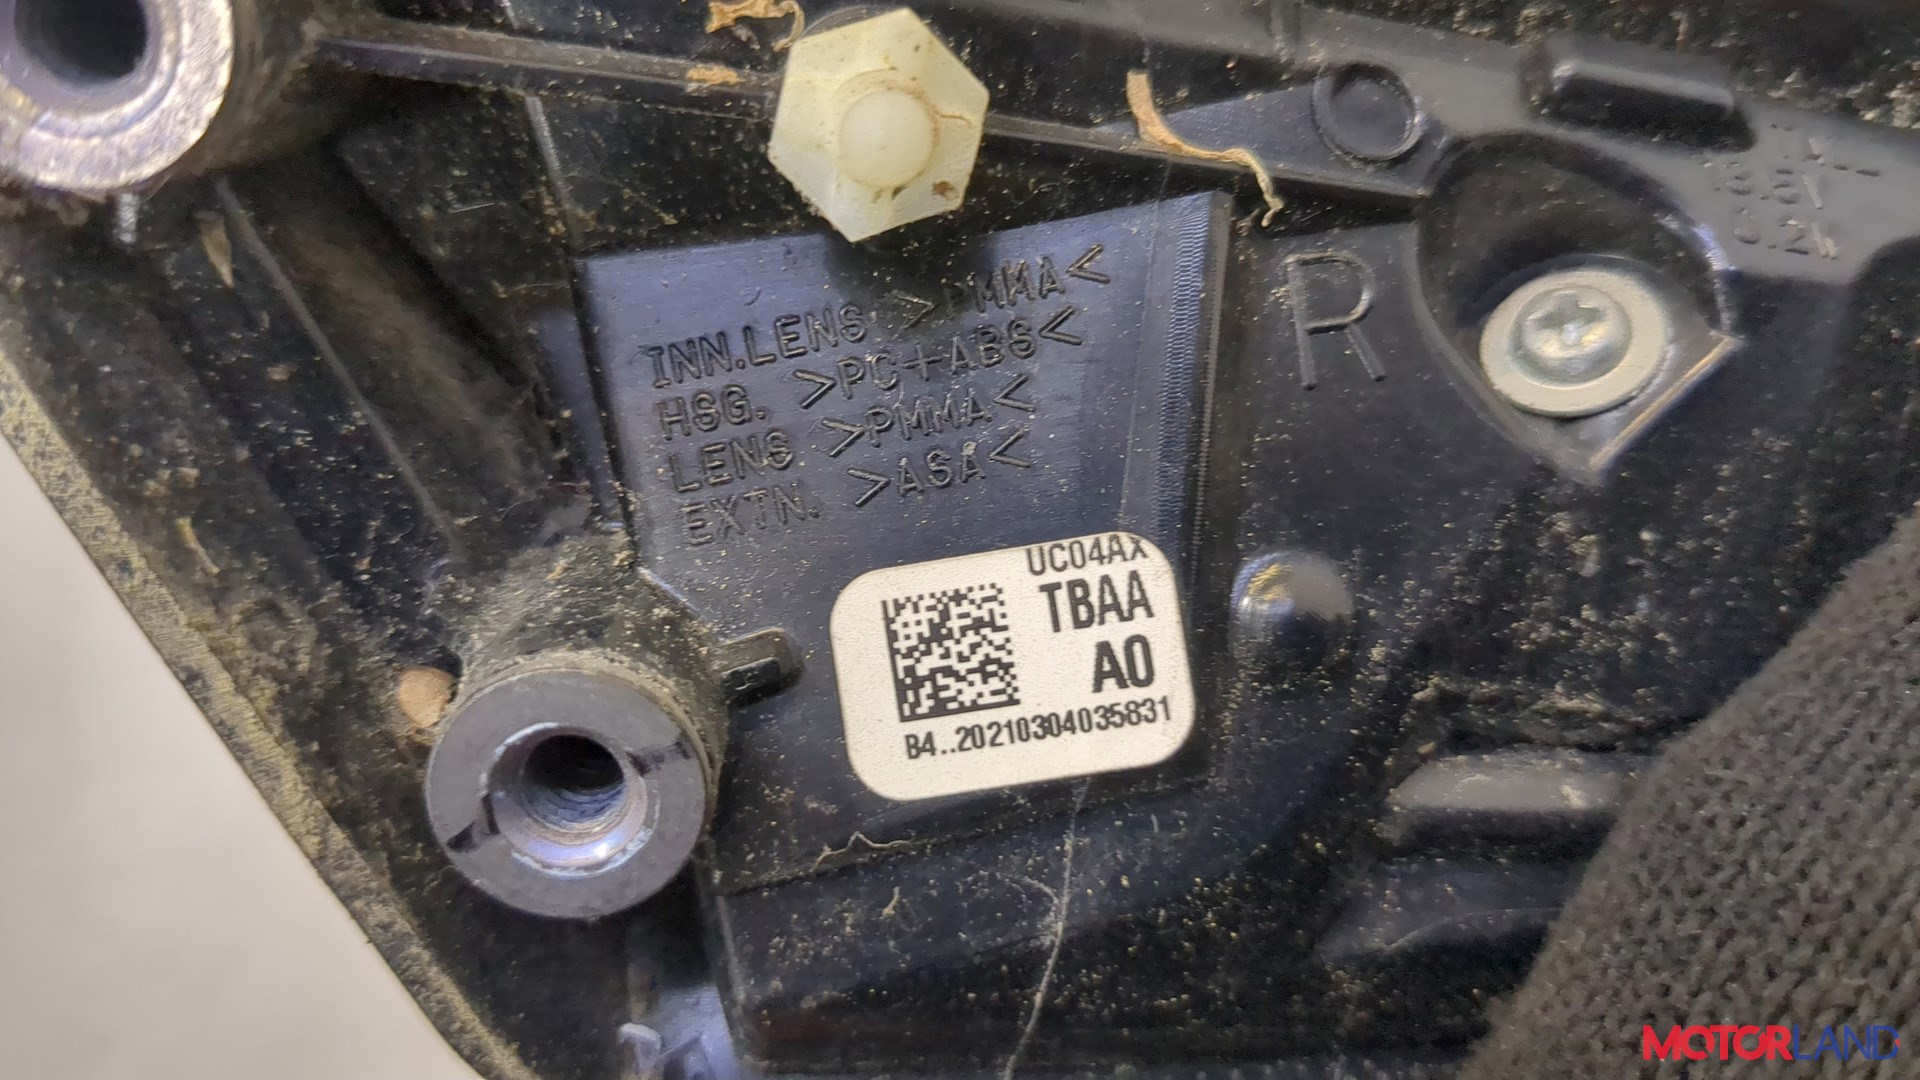 INN.LENS >PMMA<
HSG. >PC+ABS<
LENS >PMMA<
EXTN. >ASA<
R
UC04AX
TBAA
A0
B4..20210304035831
MOTORLAND